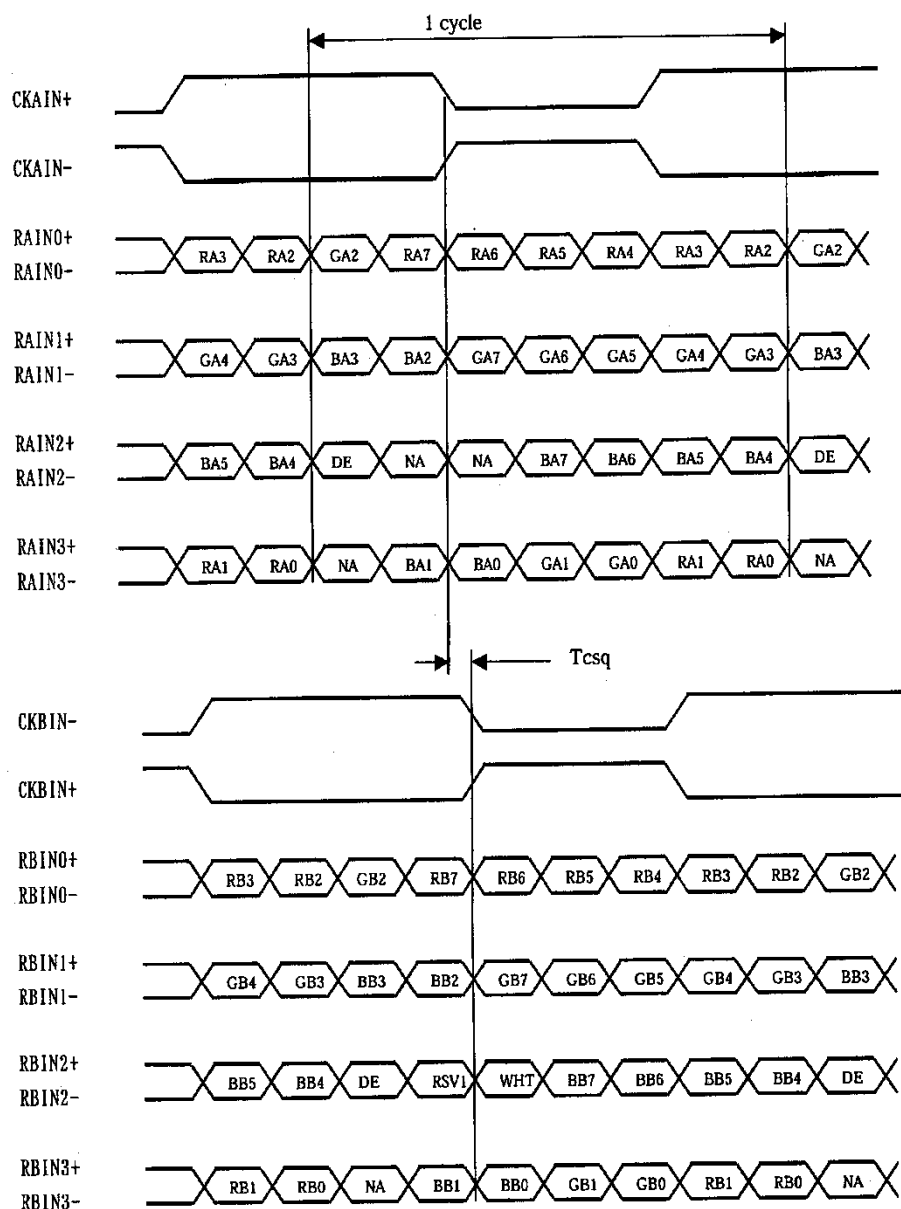 1 cycle
CKAIN+
CKAIN-
RAIN0+
RA3 RA2 GA2 RA7 RA6 RA5 RA4 RA3 RA2 GA2
RAIN0-
RAIN1+
GA4 GA3 BA3 BA2 GA7 GA6 GA5 GA4 GA3 BA3
RAIN1-
RAIN2+
BA5 BA4 DE NA NA BA7 BA6 BA5 BA4 DE
RAIN2-
RAIN3+
RA1 RA0 NA BA1 BA0 GA1 GA0 RA1 RA0 NA
RAIN3-
Tcsq
CKBIN-
CKBIN+
RBIN0+
RB3 RB2 GB2 RB7 RB6 RB5 RB4 RB3 RB2 GB2
RBIN0-
RBIN1+
GB4 GB3 BB3 BB2 GB7 GB6 GB5 GB4 GB3 BB3
RBIN1-
RBIN2+
BB5 BB4 DE RSV1 WHT BB7 BB6 BB5 BB4 DE
RBIN2-
RBIN3+
RB1 RB0 NA BB1 BB0 GB1 GB0 RB1 RB0 NA
RBIN3-